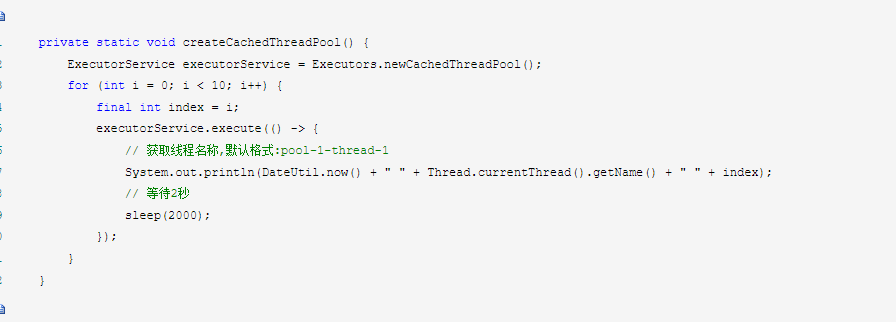 private static void createCachedThreadPool() {
ExecutorService executorService = Executors.newCachedThreadPool();
for (int i = 0; i < 10; i++) {
final int index = i;
executorService.execute(() -> {
// 获取线程名称,默认格式:pool-1-thread-1
System.out.println(DateUtil.now() + " " + Thread.currentThread().getName() + " " + index);
// 等待2秒
sleep(2000);
});
}
}